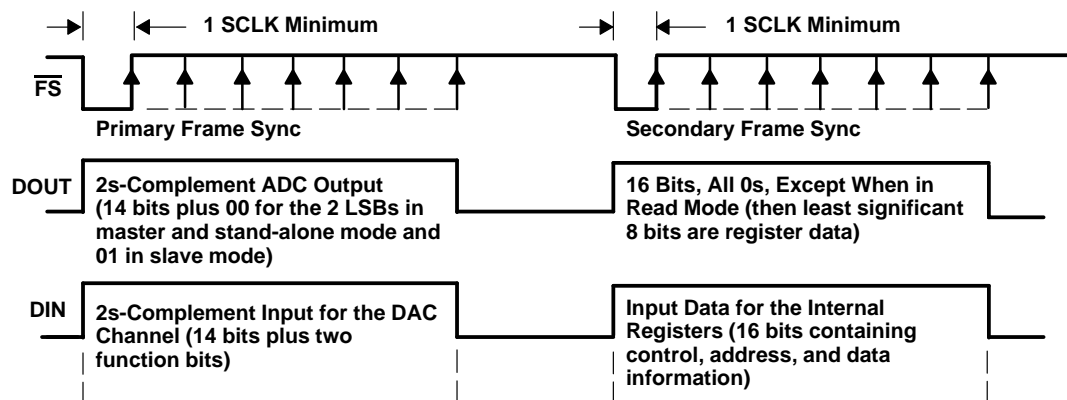 1 SCLK Minimum
1 SCLK Minimum
FS
Primary Frame Sync
Secondary Frame Sync
DOUT
2s-Complement ADC Output
(14 bits plus 00 for the 2 LSBs in
master and stand-alone mode and
01 in slave mode)
16 Bits, All 0s, Except When in
Read Mode (then least significant
8 bits are register data)
DIN
2s-Complement Input for the DAC
Channel (14 bits plus two
function bits)
Input Data for the Internal
Registers (16 bits containing
control, address, and data
information)